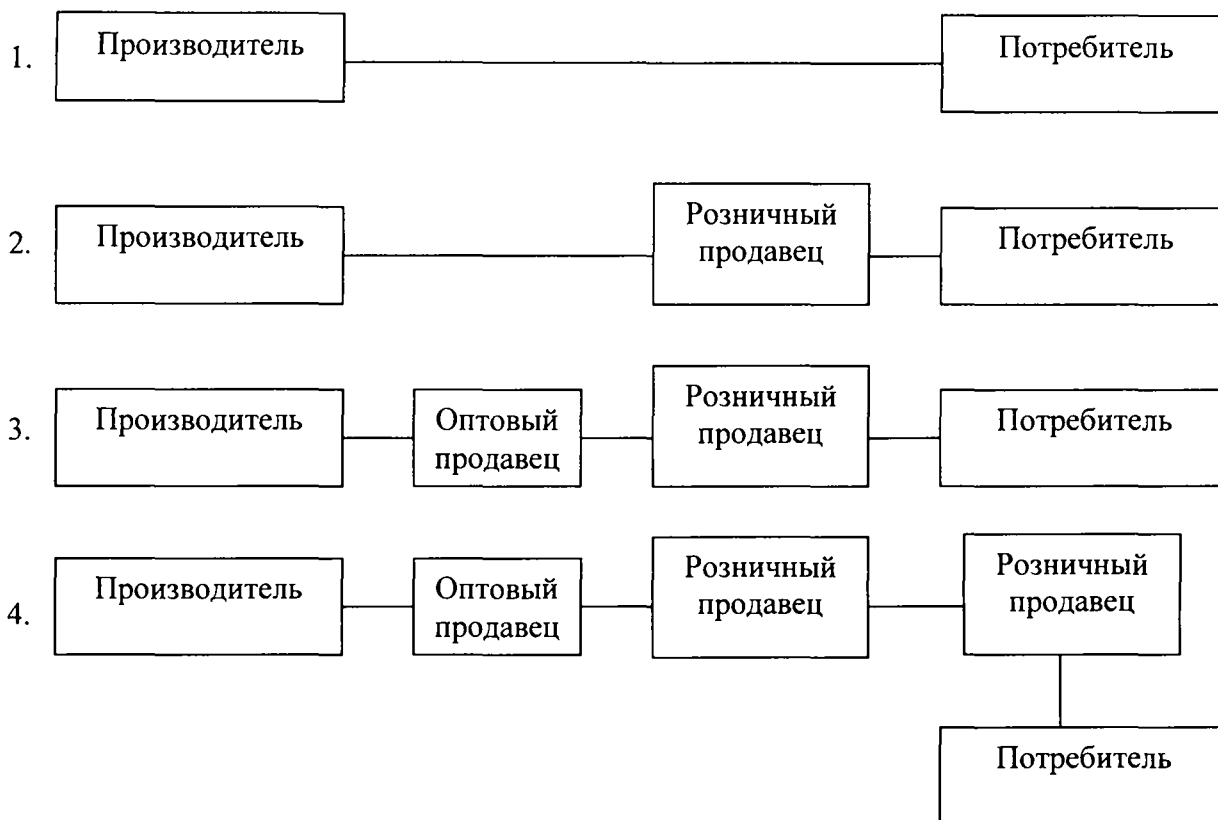 1.
Производитель
Потребитель
2.
Производитель
Розничный
продавец
Потребитель
3.
Производитель
Оптовый
продавец
Розничный
продавец
Потребитель
4.
Производитель
Оптовый
продавец
Розничный
продавец
Розничный
продавец
Потребитель